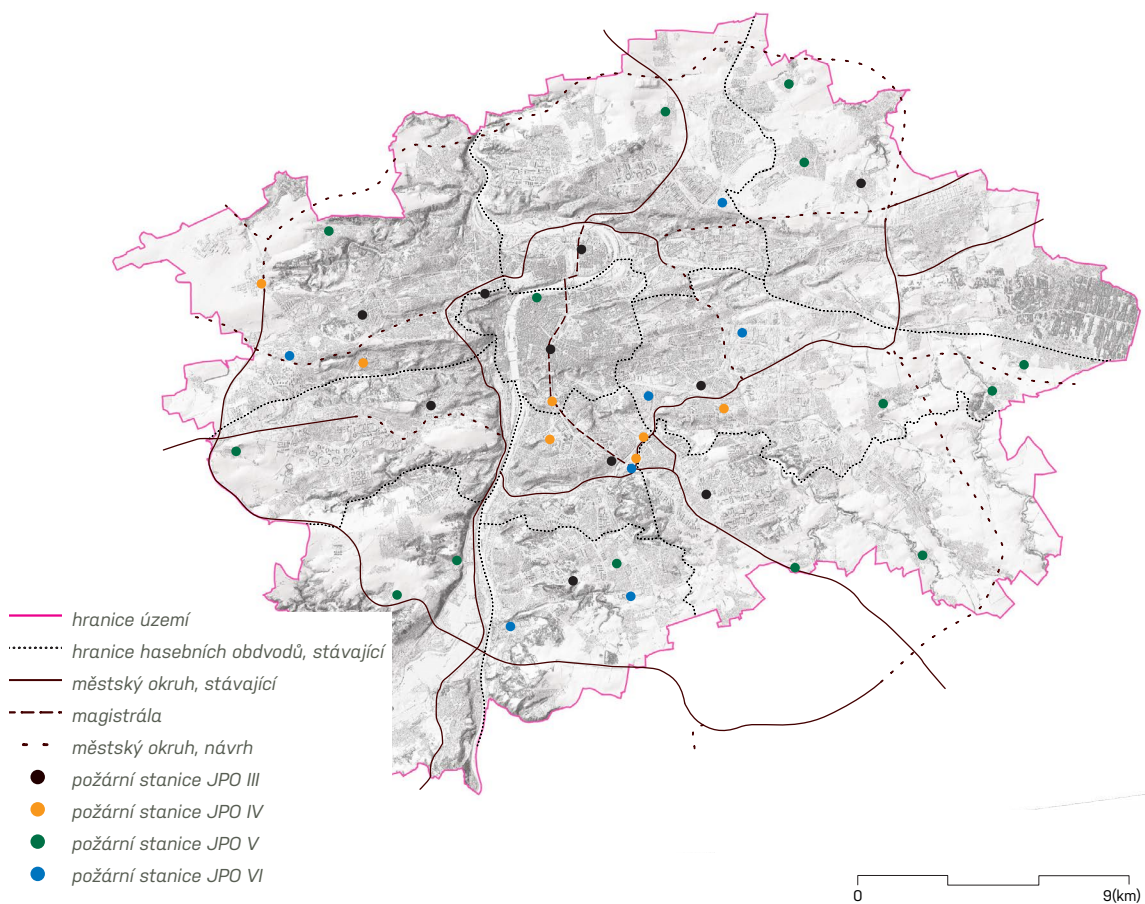 hranice území
hranice hasebních obdvodů, stávající
městský okruh, stávající
magistrála
městský okruh, návrh
požární stanice JPO III
požární stanice JPO IV
požární stanice JPO V
požární stanice JPO VI
0 9(km)